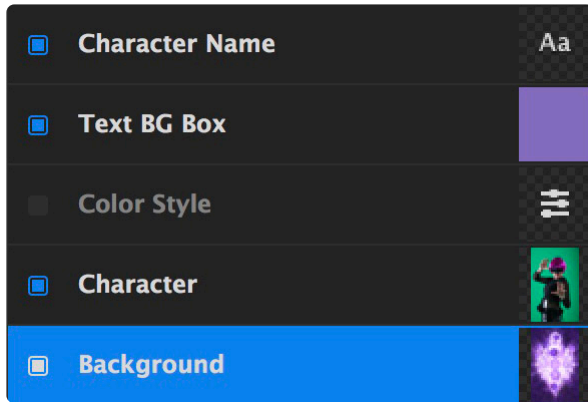 Character Name
Aa
Text BG Box
Color Style
Character
Background